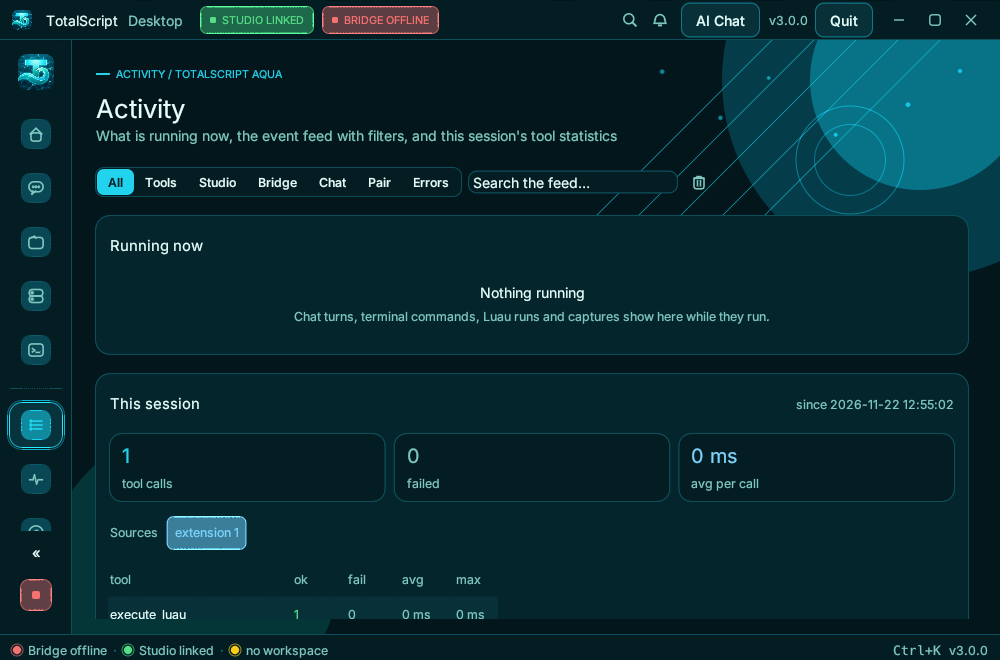 TotalScript Desktop STUDIO LINKED BRIDGE OFFLINE AI Chat v3.0.0 Quit
ACTIVITY / TOTALSCRIPT AQUA
Activity
What is running now, the event feed with filters, and this session's tool statistics
All Tools Studio Bridge Chat Pair Errors Search the feed...
Running now
Nothing running
Chat turns, terminal commands, Luau runs and captures show here while they run.
This session since 2026-11-22 12:55:02
1 0 0 ms
tool calls failed avg per call
Sources extension 1
tool ok fail avg max
execute_luau 1 0 0 ms 0 ms
«
Bridge offline · Studio linked · no workspace Ctrl+K v3.0.0